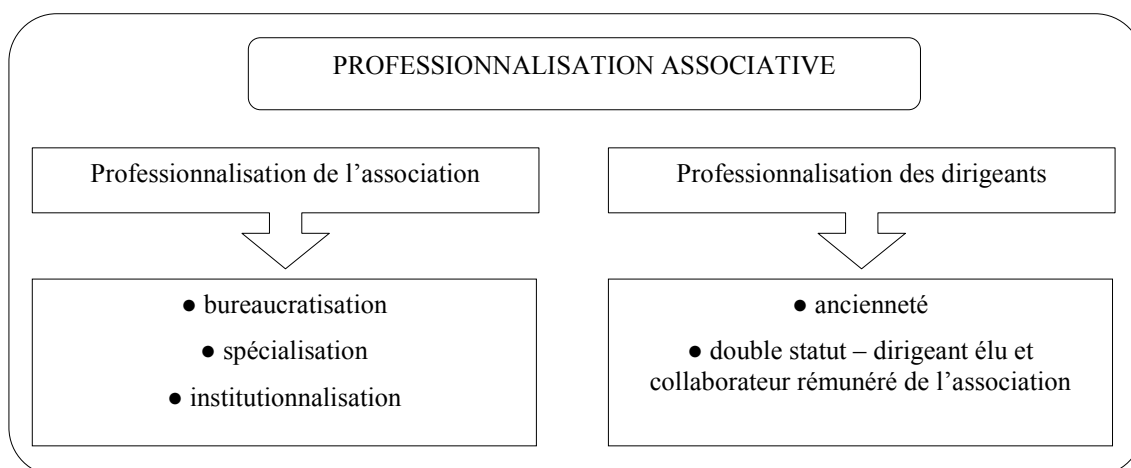 PROFESSIONNALISATION ASSOCIATIVE
Professionnalisation de l’association
Professionnalisation des dirigeants
● bureaucratisation
● spécialisation
● institutionnalisation
● ancienneté
● double statut – dirigeant élu et
collaborateur rémunéré de l’association